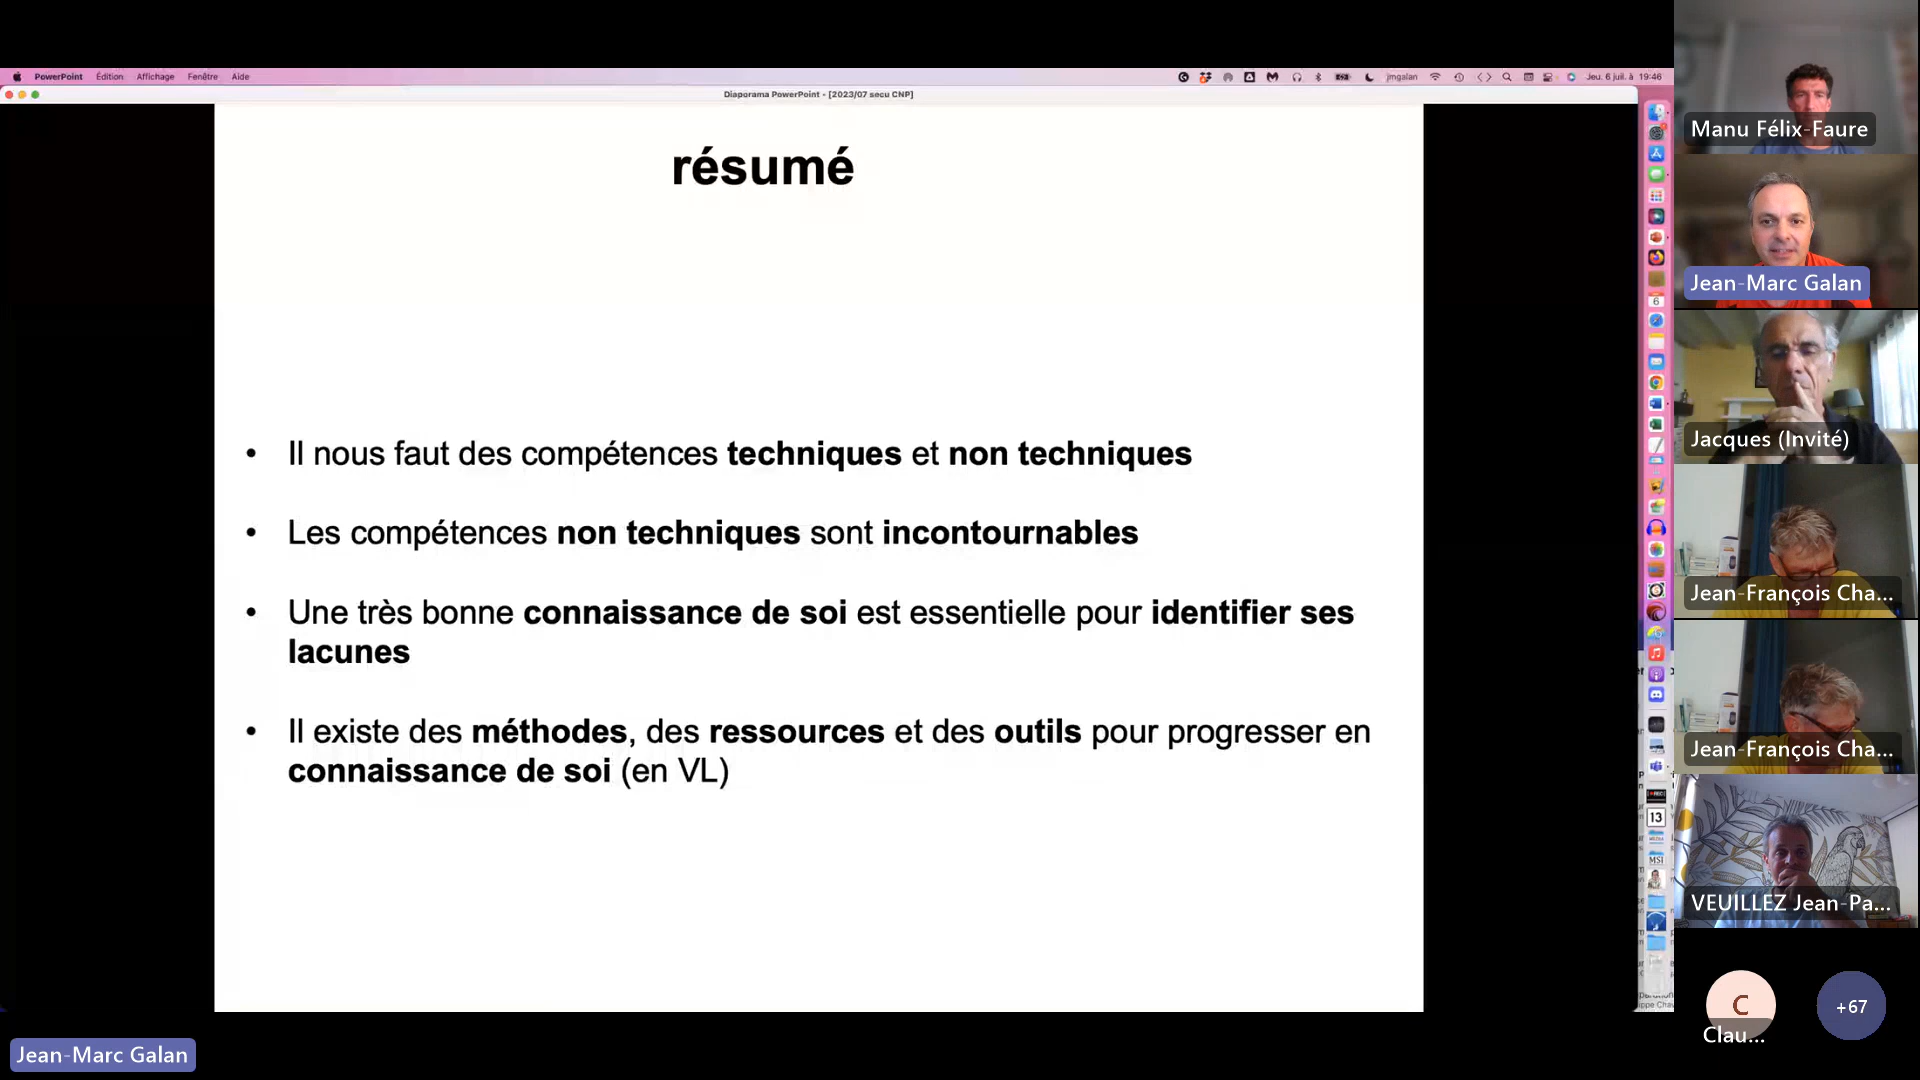 PowerPoint Édition Affichage Fenêtre Aide
jmgalan Jeu. 6 juil. à 19:46
Diaporama PowerPoint - [2023/07 secu CNP]
résumé
• Il nous faut des compétences techniques et non techniques
• Les compétences non techniques sont incontournables
• Une très bonne connaissance de soi est essentielle pour identifier ses
lacunes
• Il existe des méthodes, des ressources et des outils pour progresser en
connaissance de soi (en VL)
Manu Félix-Faure
Jean-Marc Galan
Jacques (Invité)
Jean-François Cha...
Jean-François Cha...
VEUILLEZ Jean-Pa...
C
Clau...
+67
6
13
MSI
Jean-Marc Galan